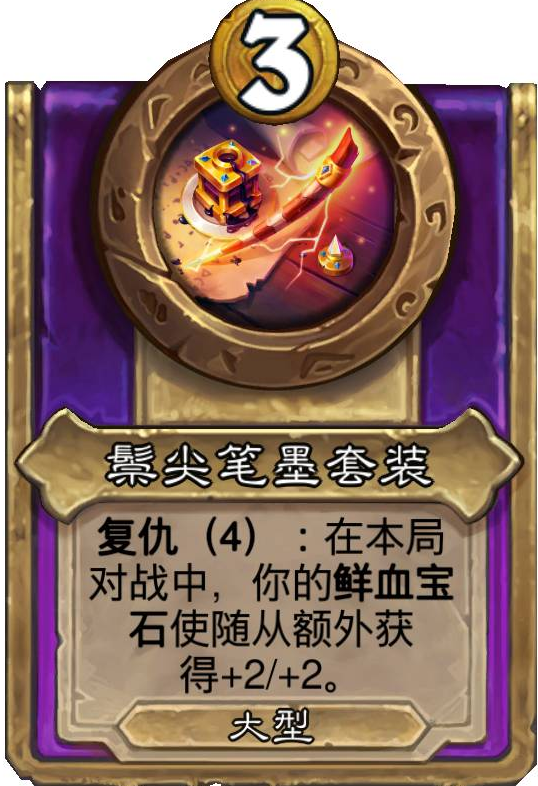 3
鬃尖笔墨套装
复仇（4）：在本局
对战中，你的鲜血宝
石使随从额外获
得+2/+2。
大型